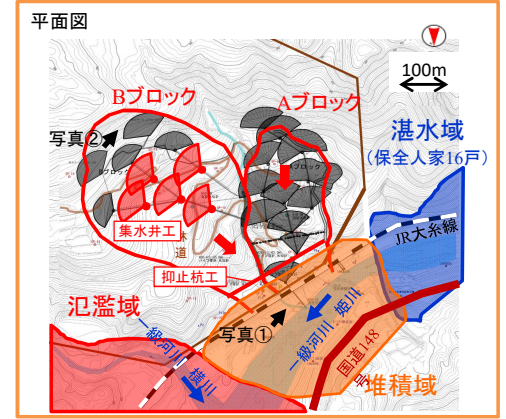 平面図
100m
Bブロック
Aブロック
写真②
湛水域
(保全人家16戸)
集水井工
林
道
JR大糸線
抑止杭工
氾濫域
写真①
一級河川 姫川
国道148号
一級河川 横川
堆積域